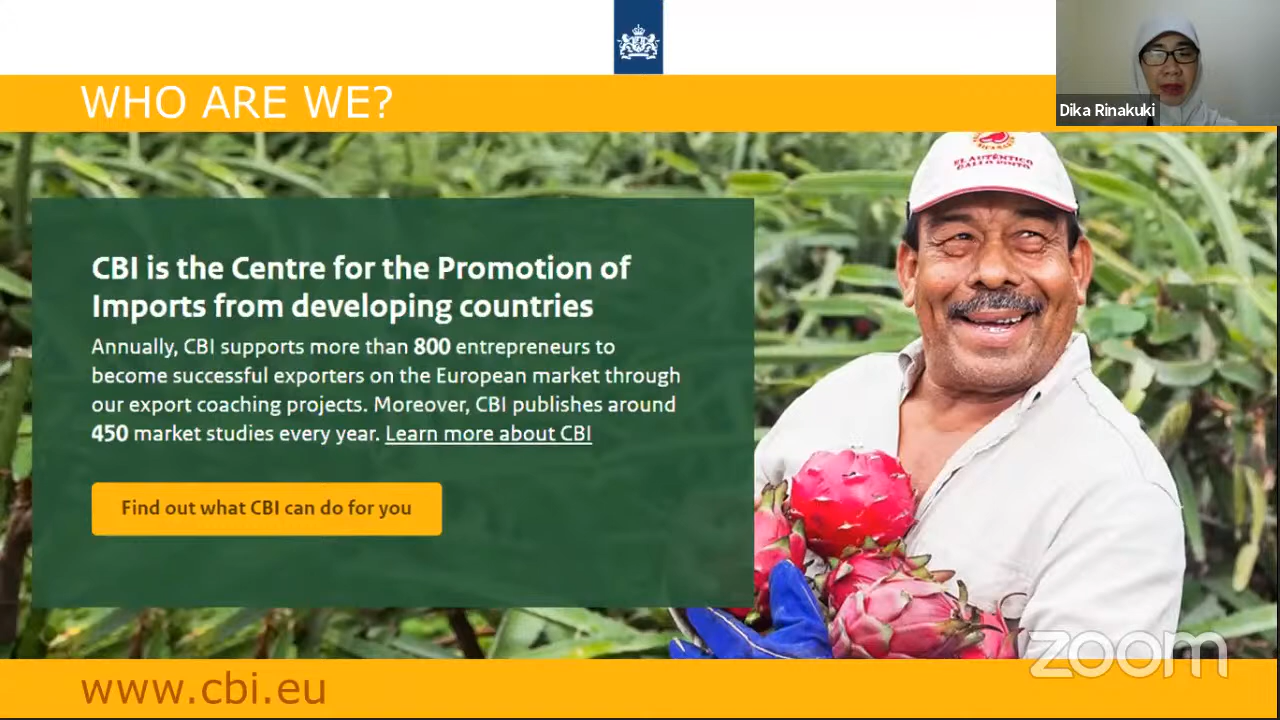 WHO ARE WE?
Dika Rinakuki
EL AUTÉNTICO
GALLO PINTO
CBI is the Centre for the Promotion of
Imports from developing countries
Annually, CBI supports more than 800 entrepreneurs to
become successful exporters on the European market through
our export coaching projects. Moreover, CBI publishes around
450 market studies every year. Learn more about CBI
Find out what CBI can do for you
zoom
www.cbi.eu